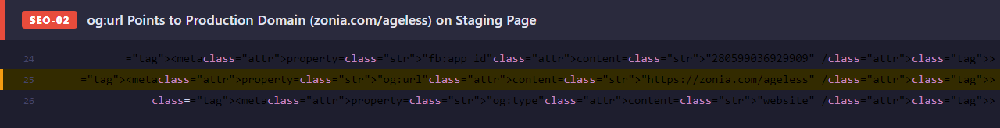 SEO-02 og:url Points to Production Domain (zonia.com/ageless) on Staging Page
24 ="tag"><metaclass="attr">property=class="str">"fb:app_id"class="attr">content=class="str">"280599036929909" /class="attr">class="tag">>
25 ="tag"><metaclass="attr">property=class="str">"og:url"class="attr">content=class="str">"https://zonia.com/ageless" /class="attr">class="tag">>
26 class="tag"><metaclass="attr">property=class="str">"og:type"class="attr">content=class="str">"website" /class="attr">class="tag">>